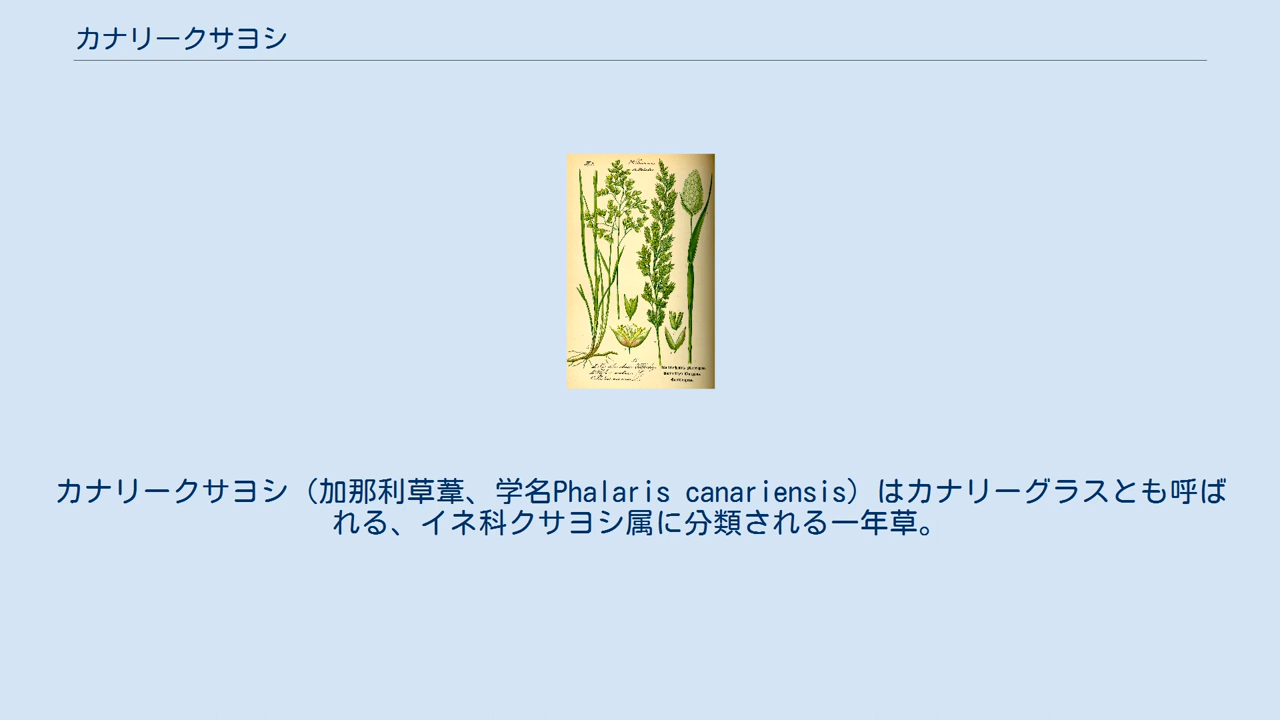 カナリークサヨシ
カナリークサヨシ（加那利草葦、学名Phalaris canariensis）はカナリーグラスとも呼ば
れる、イネ科クサヨシ属に分類される一年草。